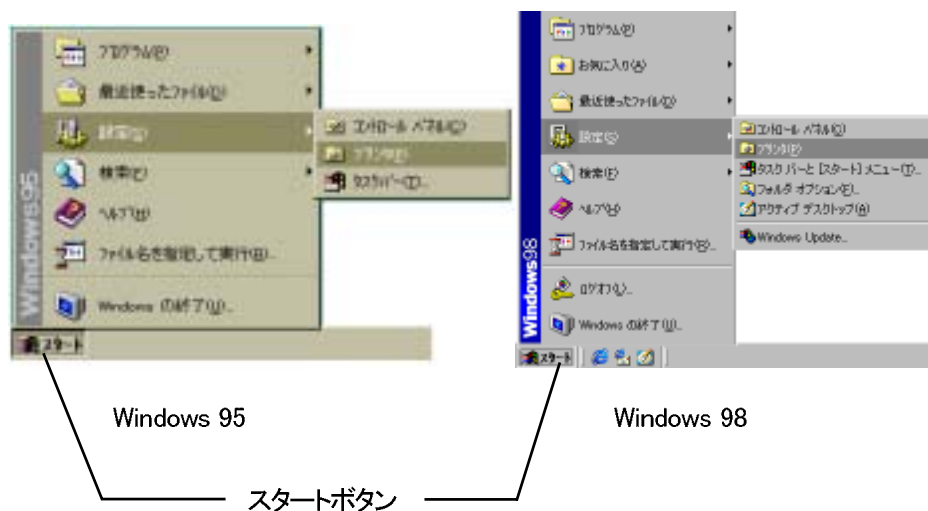 プログラム(P)
最近使ったファイル(D)
設定(S)
コントロール パネル(C)
プリンタ(P)
タスクバー(T)...
検索(F)
ヘルプ(H)
ファイル名を指定して実行(R)...
Windows の終了(U)...
Windows95
スタート
プログラム(P)
お気に入り(A)
最近使ったファイル(D)
設定(S)
コントロール パネル(C)
プリンタ(P)
タスク バーと [スタート] メニュー(T)...
フォルダ オプション(F)...
アクティブ デスクトップ(A)
Windows Update...
検索(F)
ヘルプ(H)
ファイル名を指定して実行(R)...
ログオフ(L)...
Windows の終了(U)...
Windows98
スタート
Windows 95
Windows 98
スタートボタン